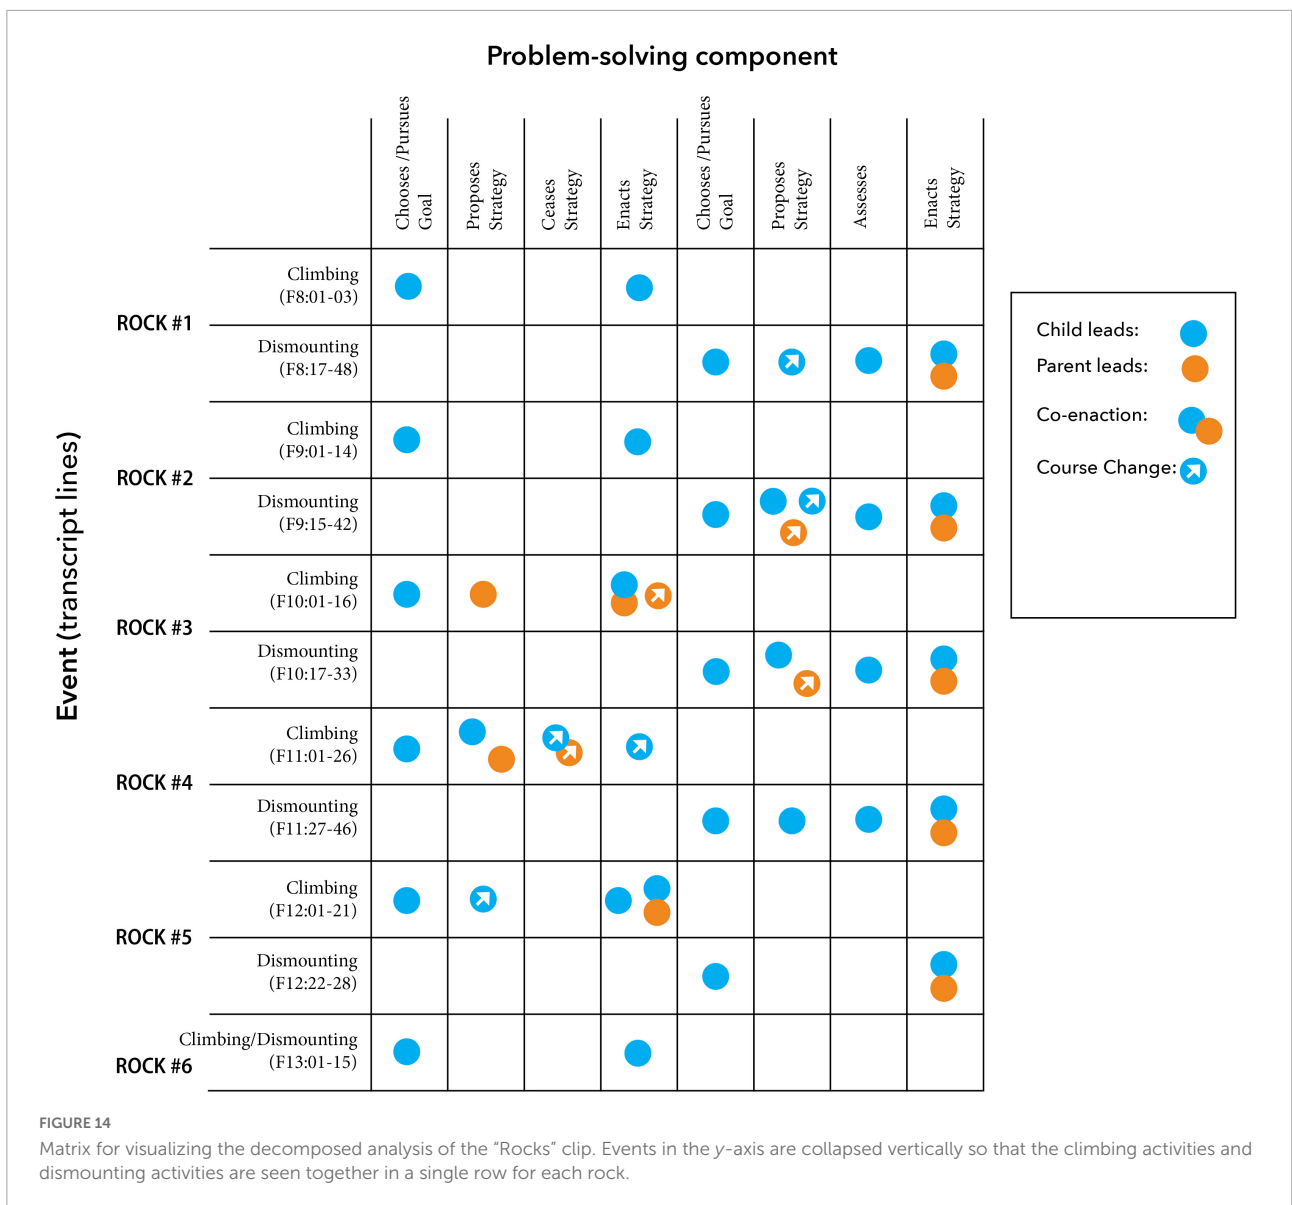 Problem-solving component
Chooses /Pursues
Goal
Proposes
Strategy
Ceases
Strategy
Enacts
Strategy
Chooses /Pursues
Goal
Proposes
Strategy
Assesses
Enacts
Strategy
Event (transcript lines)
ROCK #1
Climbing
(F8:01-03)
Dismounting
(F8:17-48)
ROCK #2
Climbing
(F9:01-14)
Dismounting
(F9:15-42)
ROCK #3
Climbing
(F10:01-16)
Dismounting
(F10:17-33)
ROCK #4
Climbing
(F11:01-26)
Dismounting
(F11:27-46)
ROCK #5
Climbing
(F12:01-21)
Dismounting
(F12:22-28)
ROCK #6
Climbing/Dismounting
(F13:01-15)
Child leads:
Parent leads:
Co-enaction:
Course Change:
FIGURE 14
Matrix for visualizing the decomposed analysis of the “Rocks” clip. Events in the y-axis are collapsed vertically so that the climbing activities and
dismounting activities are seen together in a single row for each rock.